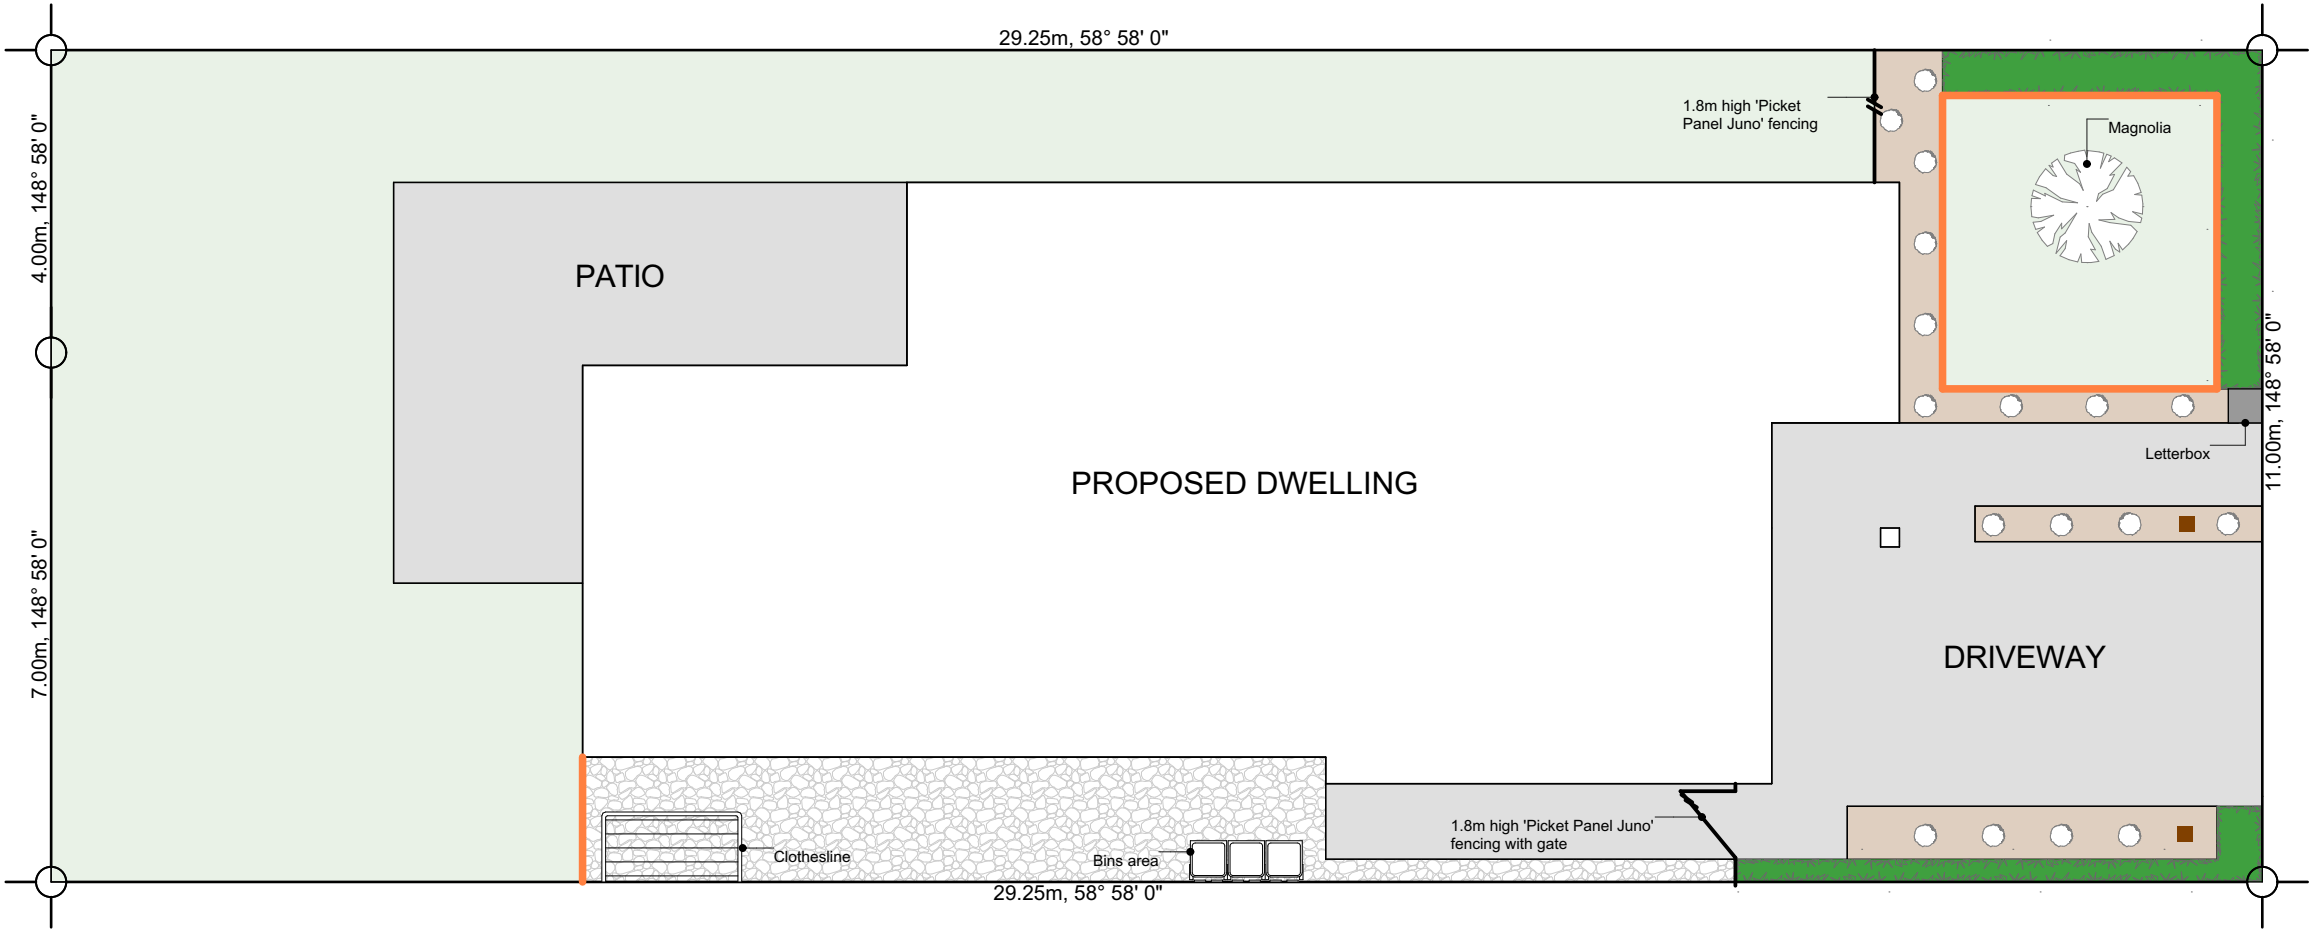 29.25m, 58° 58' 0"
1.8m high 'Picket
Panel Juno' fencing
Magnolia
4.00m, 148° 58' 0"
PATIO
11.00m, 148° 58' 0"
Letterbox
PROPOSED DWELLING
7.00m, 148° 58' 0"
DRIVEWAY
1.8m high 'Picket Panel Juno'
fencing with gate
Clothesline
Bins area
29.25m, 58° 58' 0"